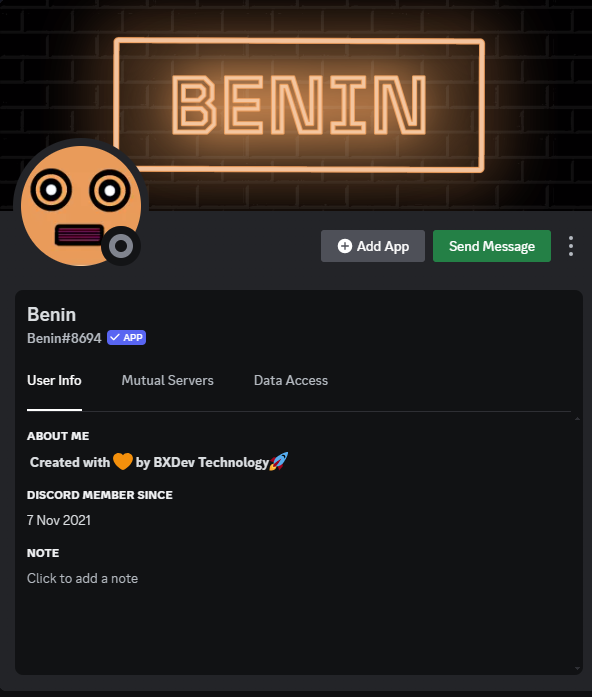 BENIN
Add App
Send Message
Benin
Benin#8694 APP
User Info Mutual Servers Data Access
ABOUT ME
Created with 🧡 by BXDev Technology🚀
DISCORD MEMBER SINCE
7 Nov 2021
NOTE
Click to add a note